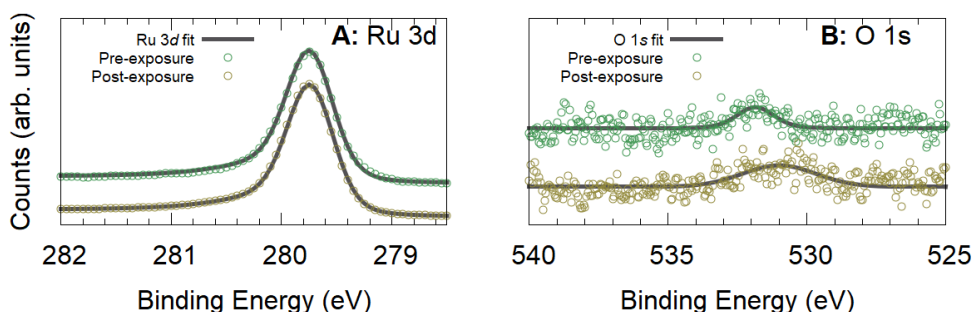 A: Ru 3d
Ru 3d fit
Pre-exposure
Post-exposure
Counts (arb. units)
282 281 280 279
Binding Energy (eV)
B: O 1s
O 1s fit
Pre-exposure
Post-exposure
540 535 530 525
Binding Energy (eV)